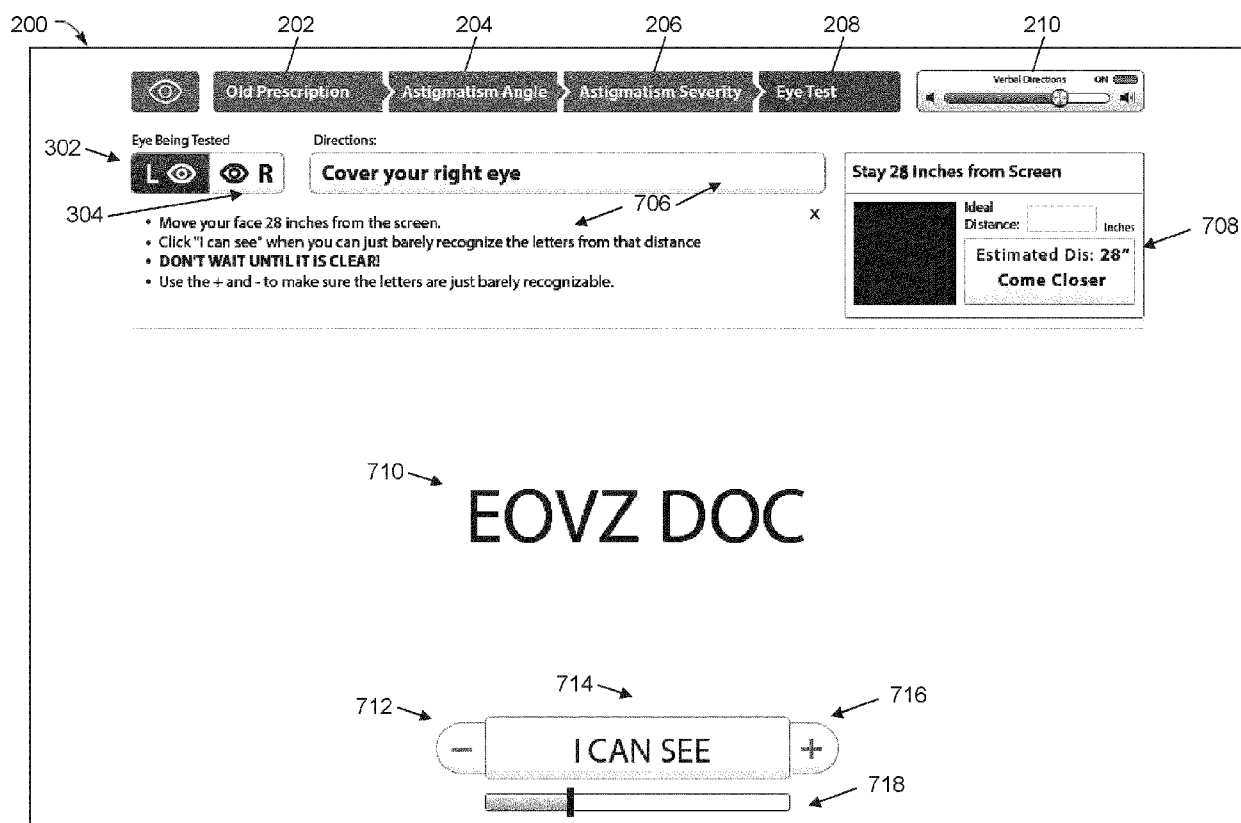 200 202 204 206 208 210
Old Prescription Astigmatism Angle Astigmatism Severity Eye Test
Verbal Directions ON
Eye Being Tested
Directions:
302
L R
Cover your right eye
Stay 28 Inches from Screen
304
706
X
• Move your face 28 inches from the screen.
• Click "I can see" when you can just barely recognize the letters from that distance
• DON'T WAIT UNTIL IT IS CLEAR!
• Use the + and - to make sure the letters are just barely recognizable.
Ideal
Distance: Inches
708
Estimated Dis: 28"
Come Closer
710
EOVZ DOC
714
712
716
− I CAN SEE +
718